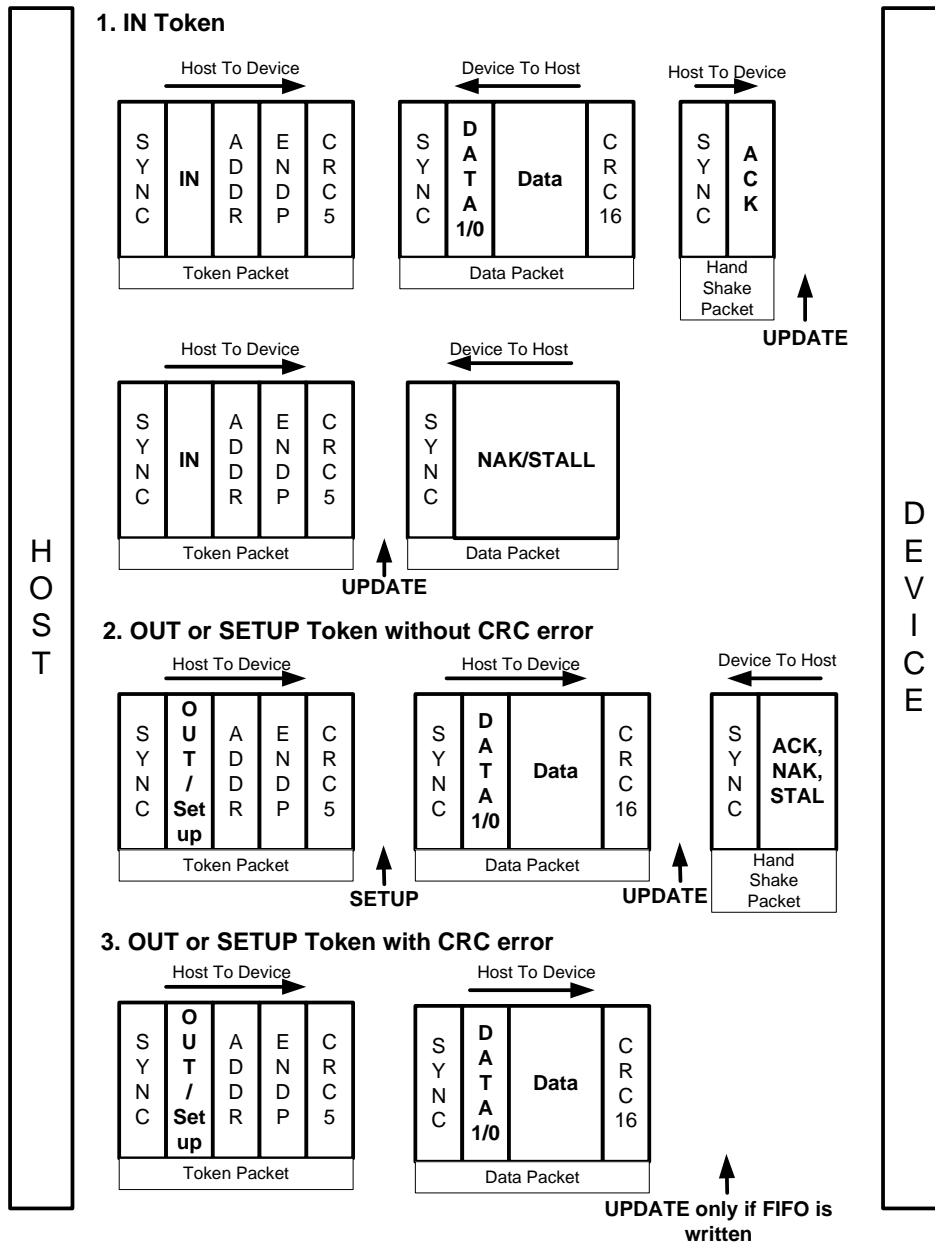 HOST
DEVICE
1. IN Token
Host To Device
Device To Host
Host To Device
SYNC
IN
ADDR
ENDP
CRC5
Token Packet
SYNC
DATA 1/0
Data
CRC 16
Data Packet
SYNC
ACK
Hand
Shake
Packet
UPDATE
Host To Device
Device To Host
SYNC
IN
ADDR
ENDP
CRC5
Token Packet
SYNC
NAK/STALL
Data Packet
UPDATE
2. OUT or SETUP Token without CRC error
Host To Device
Host To Device
Device To Host
SYNC
OUT/Setup
ADDR
ENDP
CRC5
Token Packet
SETUP
SYNC
DATA 1/0
Data
CRC 16
Data Packet
UPDATE
SYNC
ACK,
NAK,
STAL
Hand
Shake
Packet
3. OUT or SETUP Token with CRC error
Host To Device
Host To Device
SYNC
OUT/Setup
ADDR
ENDP
CRC5
Token Packet
SYNC
DATA 1/0
Data
CRC 16
Data Packet
UPDATE only if FIFO is
written